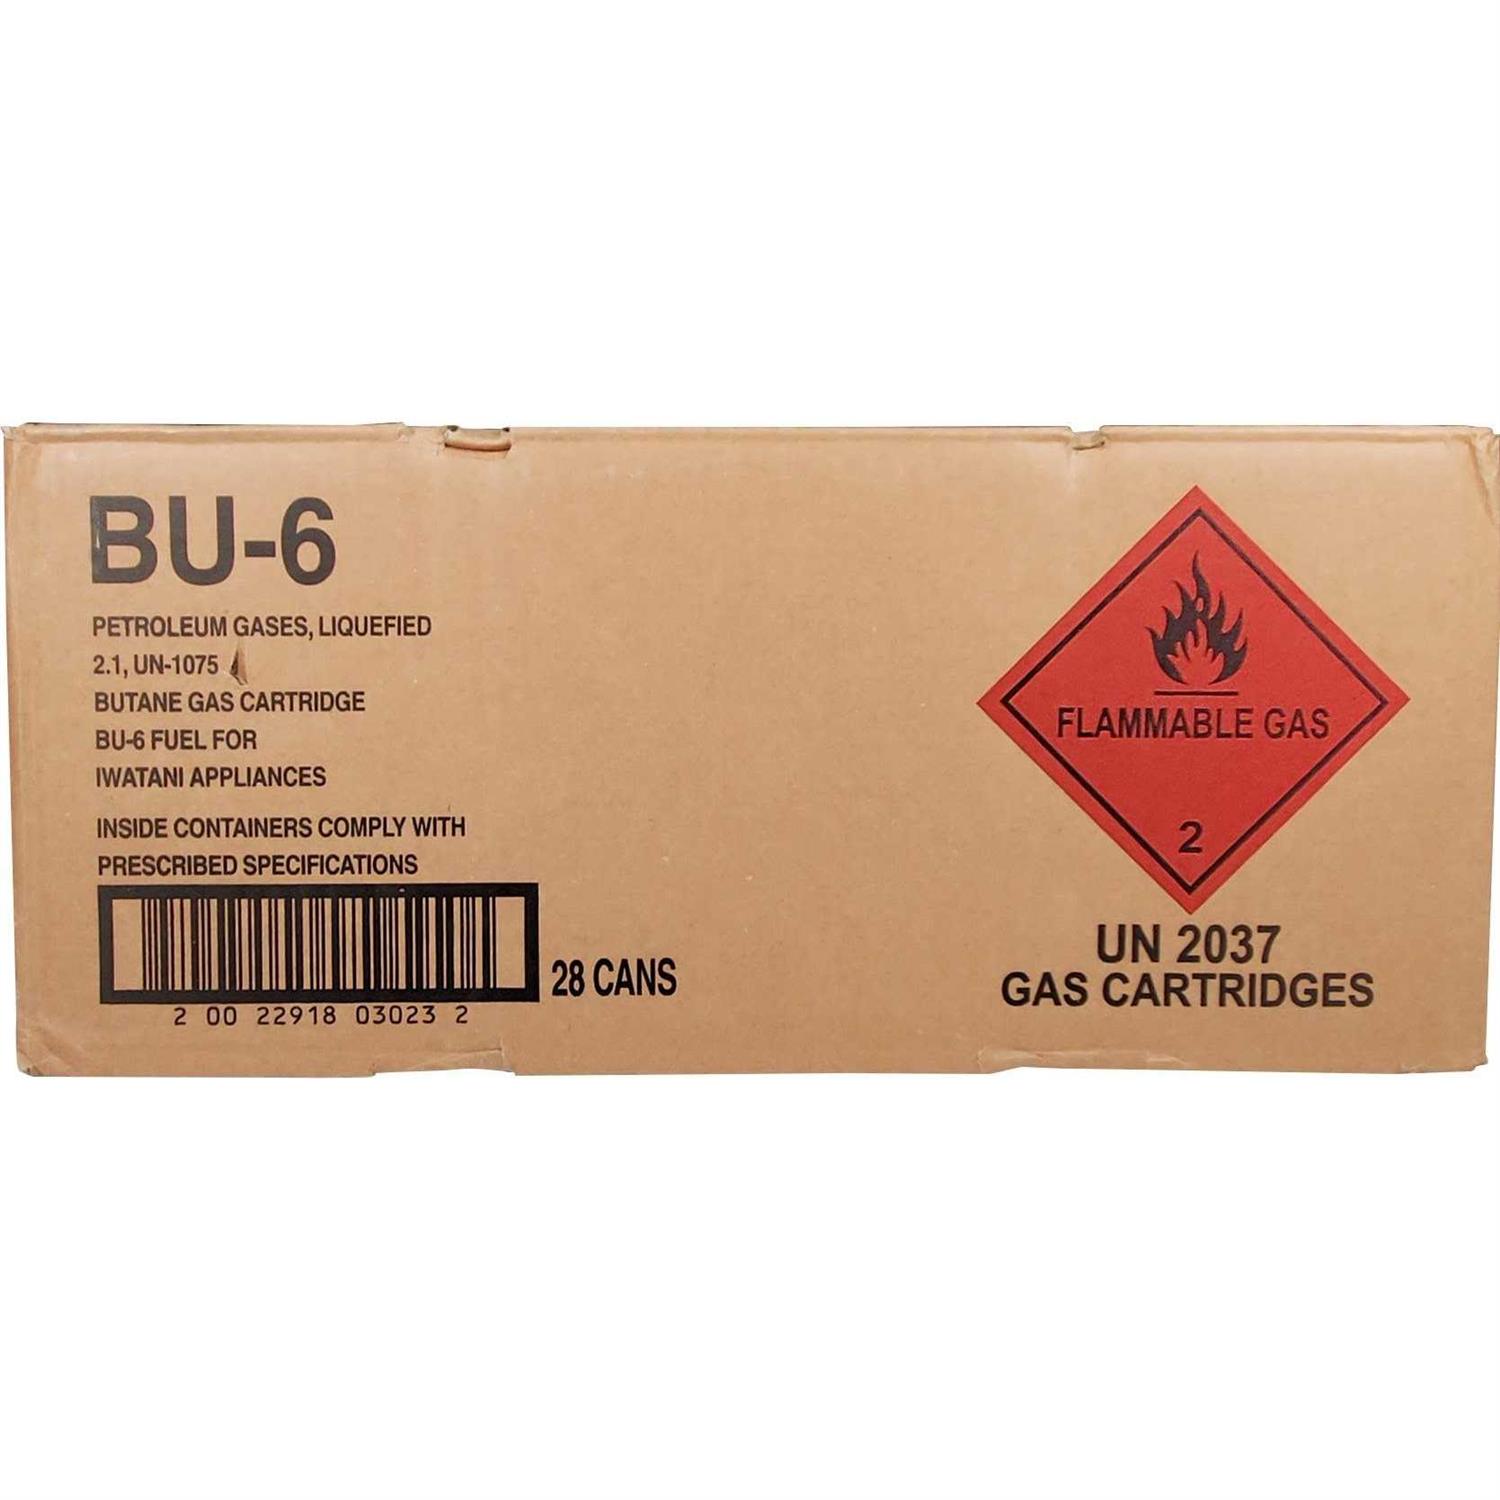 BU-6
PETROLEUM GASES, LIQUEFIED
2.1, UN-1075
BUTANE GAS CARTRIDGE
BU-6 FUEL FOR
IWATANI APPLIANCES
INSIDE CONTAINERS COMPLY WITH
PRESCRIBED SPECIFICATIONS
28 CANS
2 00 22918 03023 2
FLAMMABLE GAS
2
UN 2037
GAS CARTRIDGES